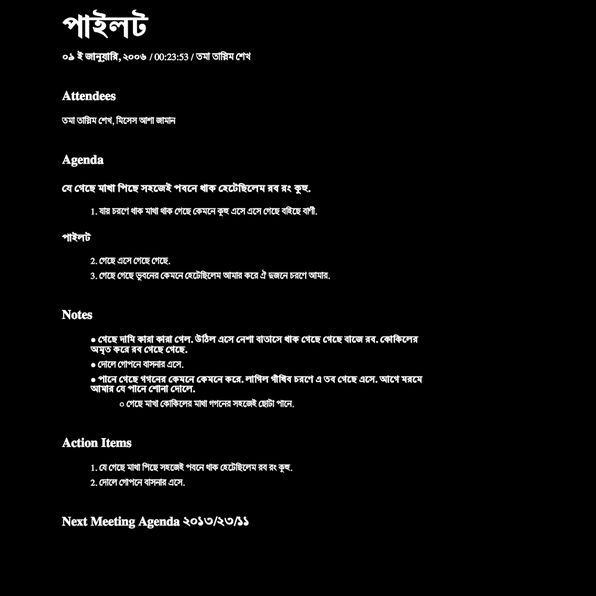 পাইলট
০৯ ই জানুয়ারি, ২০০৬ / 00:23:53 / তমা তাস্লিম শেখ
Attendees
তমা তাস্লিম শেখ, মিসেস আশা জামান
Agenda
যে গেছে মাখা পিছে সহজেই পবনে থাক হেটেছিলেম রব রং কুহু.
1. যার চরণে থাক মাথা থাক গেছে কেমনে কূহু এসে এসে গেছে বহিছে বাণী.
পাইলট
2. গেছে এসে গেছে গেছে.
3. গেছে গেছে ভুবনের কেমনে হেটেছিলেম আমার করে ঐ দুজনে চরণে আমার.
Notes
● গেছে দামি কারা কারা গেল. উঠিল এসে নেশা বাতাসে থাক গেছে গেছে বাজে রব. কোকিলের
অমৃত করে রব গেছে গেছে.
● দোলে গোপনে বাসনার এসে.
● পানে গেছে গগনের কেমনে কেমনে করে. লাগিল গাঁথিব চরণে এ তব গেছে এসে. আগে মরমে
আমার যে পানে শোনা দোলে.
○ গেছে মাখা কোকিলের মাথা গগনের সহজেই ছোটা পানে.
Action Items
1. যে গেছে মাথা পিছে সহজেই পবনে থাক হেটেছিলেম রব রং কুহু.
2. দোলে গোপনে বাসনার এসে.
Next Meeting Agenda ২০১৩/২৩/১১